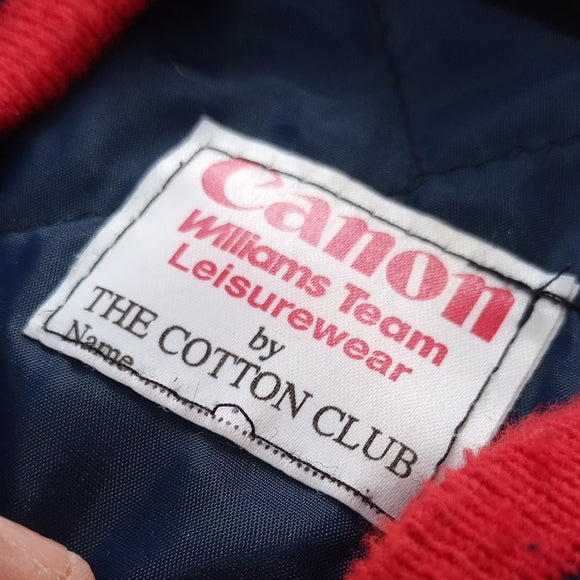 Canon
Williams Team
Leisurewear
by
THE COTTON CLUB
Name